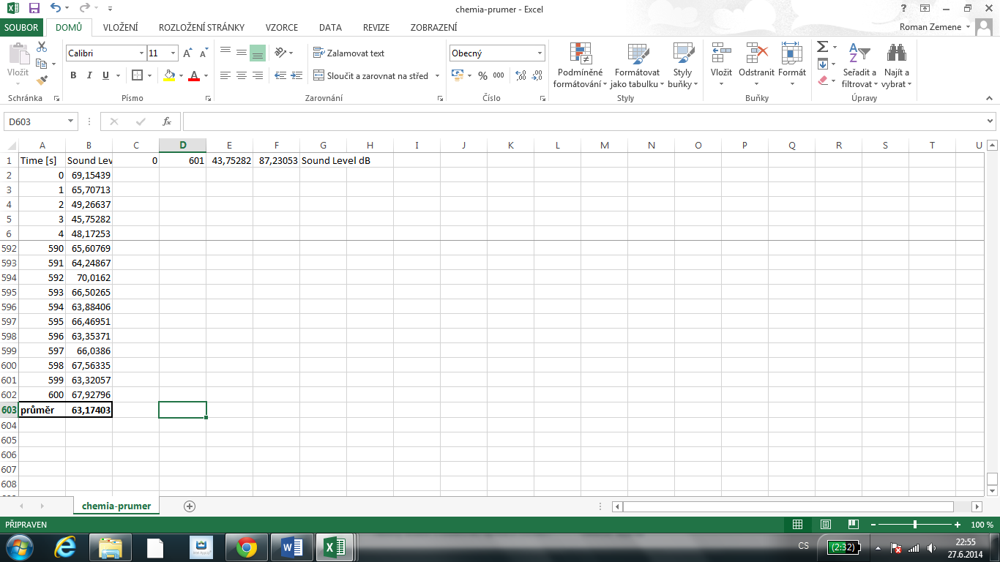 chemia-prumer - Excel
?
SOUBOR DOMŮ VLOŽENÍ ROZLOŽENÍ STRÁNKY VZORCE DATA REVIZE ZOBRAZENÍ Roman Zemene
Vložit
Schránka
Calibri 11
B I U A
Písmo
Zalamovat text
Sloučit a zarovnat na střed
Zarovnání
Obecný
% 000
Číslo
Podmíněné formátování
Formátovat jako tabulku
Styly buňky
Styly
Vložit Odstranit Formát
Buňky
Seřadit a filtrovat
Najít a vybrat
Úpravy
D603 fx
A B C D E F G H I J K L M N O P Q R S T U
1 Time [s] Sound Lev 0 601 43,75282 87,23053 Sound Level dB
2 0 69,15439
3 1 65,70713
4 2 49,26637
5 3 45,75282
6 4 48,17253
592 590 65,60769
593 591 64,24867
594 592 70,0162
595 593 66,50265
596 594 63,88406
597 595 66,46951
598 596 63,35371
599 597 66,0386
600 598 67,56335
601 599 63,32057
602 600 67,92796
603 průměr 63,17403
604
605
606
607
608
chemia-prumer
PŘIPRAVEN 100 %
CS (2:32) 22:55
27.6.2014